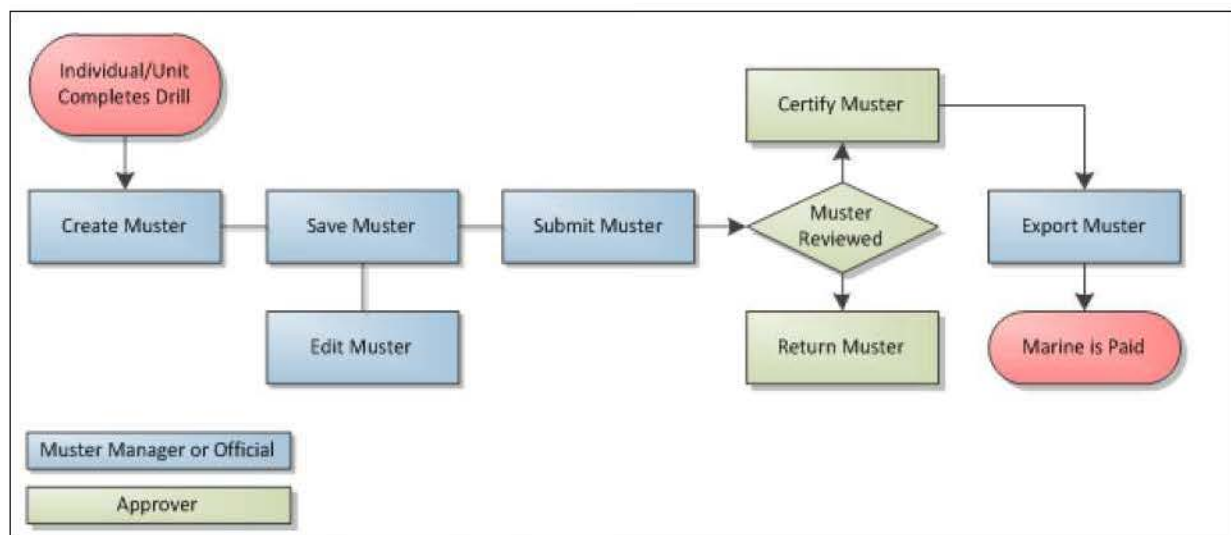 Individual/Unit
Completes Drill
Certify Muster
Create Muster
Save Muster
Submit Muster
Muster
Reviewed
Export Muster
Edit Muster
Return Muster
Marine is Paid
Muster Manager or Official
Approver